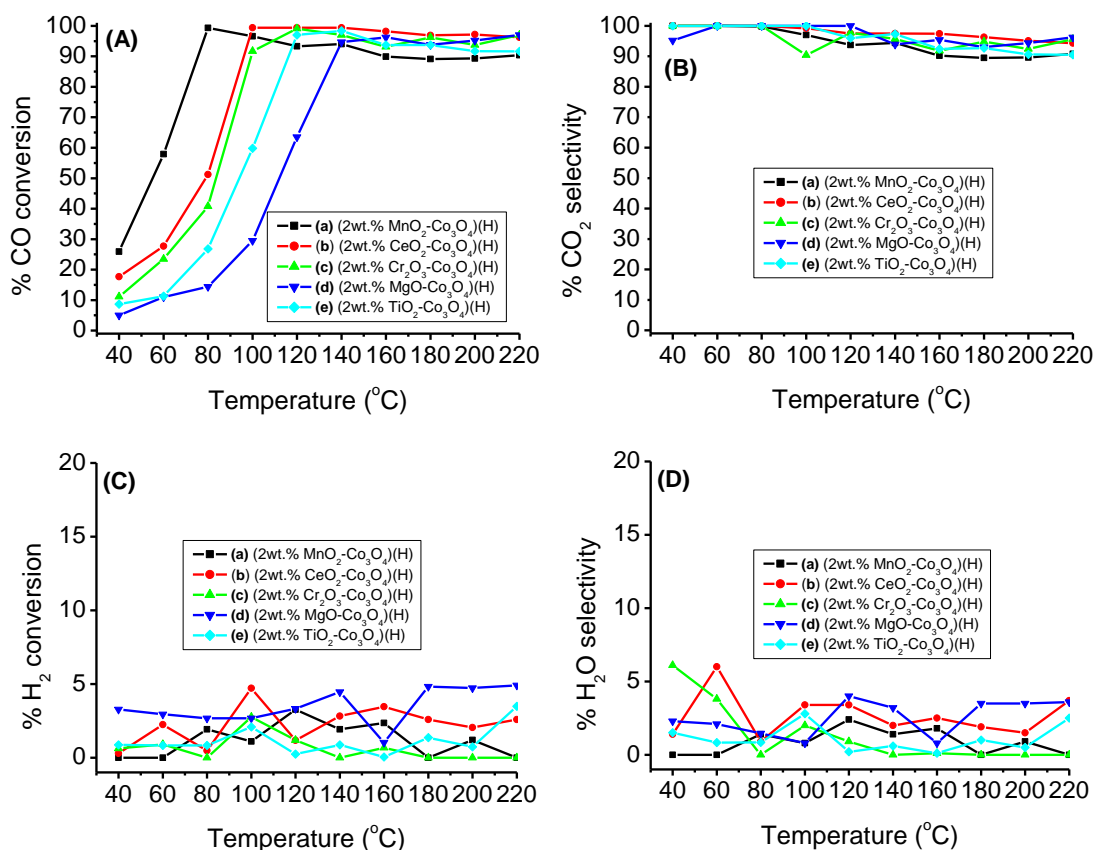 (A)
% CO conversion
100
90
80
70
60
50
40
30
20
10
0
(a) (2wt.% MnO₂-Co₃O₄)(H)
(b) (2wt.% CeO₂-Co₃O₄)(H)
(c) (2wt.% Cr₂O₃-Co₃O₄)(H)
(d) (2wt.% MgO-Co₃O₄)(H)
(e) (2wt.% TiO₂-Co₃O₄)(H)
40 60 80 100 120 140 160 180 200 220
Temperature (°C)
(B)
% CO₂ selectivity
100
90
80
70
60
50
40
30
20
10
0
(a) (2wt.% MnO₂-Co₃O₄)(H)
(b) (2wt.% CeO₂-Co₃O₄)(H)
(c) (2wt.% Cr₂O₃-Co₃O₄)(H)
(d) (2wt.% MgO-Co₃O₄)(H)
(e) (2wt.% TiO₂-Co₃O₄)(H)
40 60 80 100 120 140 160 180 200 220
Temperature (°C)
(C)
% H₂ conversion
20
15
10
5
0
(a) (2wt.% MnO₂-Co₃O₄)(H)
(b) (2wt.% CeO₂-Co₃O₄)(H)
(c) (2wt.% Cr₂O₃-Co₃O₄)(H)
(d) (2wt.% MgO-Co₃O₄)(H)
(e) (2wt.% TiO₂-Co₃O₄)(H)
40 60 80 100 120 140 160 180 200 220
Temperature (°C)
(D)
% H₂O selectivity
20
15
10
5
0
(a) (2wt.% MnO₂-Co₃O₄)(H)
(b) (2wt.% CeO₂-Co₃O₄)(H)
(c) (2wt.% Cr₂O₃-Co₃O₄)(H)
(d) (2wt.% MgO-Co₃O₄)(H)
(e) (2wt.% TiO₂-Co₃O₄)(H)
40 60 80 100 120 140 160 180 200 220
Temperature (°C)